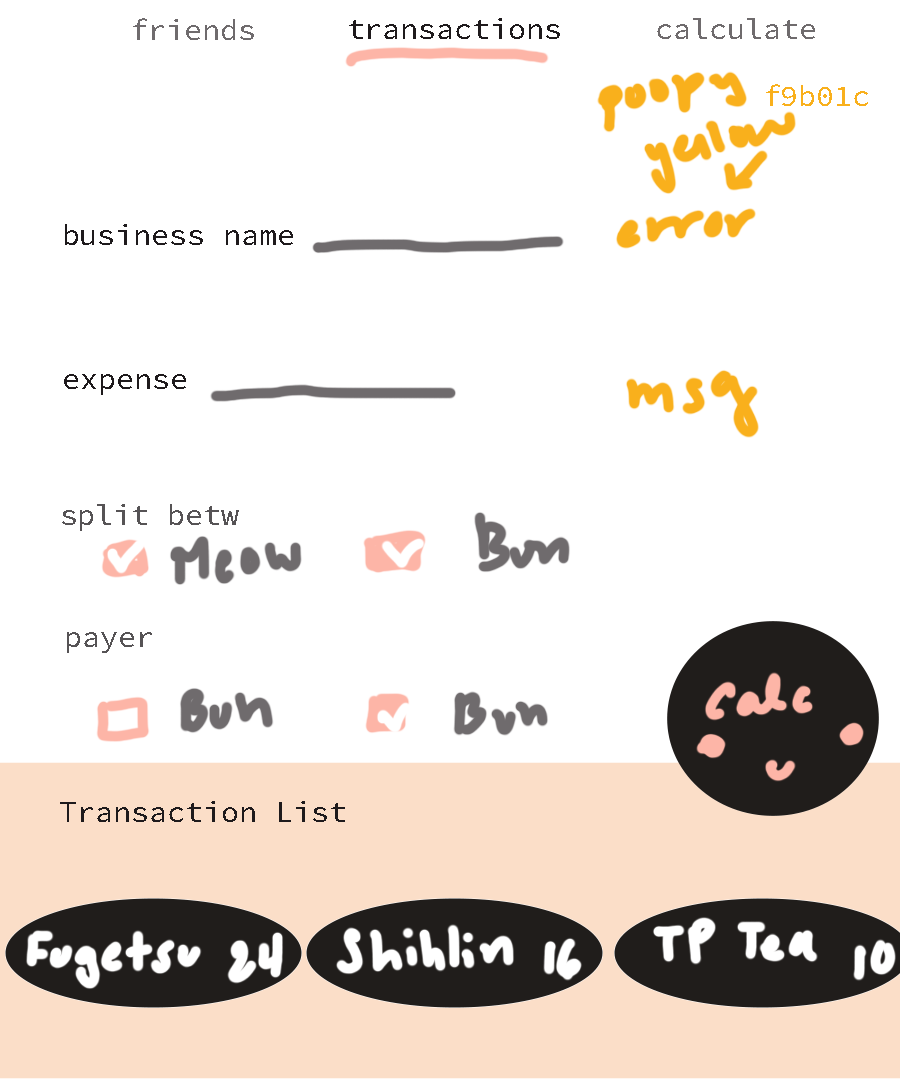 friends transactions calculate
poopy f9b01c
yellow
error
business name
expense
msg
split betw
Meow Bun
payer
Bun Bun
calc
Transaction List
Fugetsu 24 Shihlin 16 TP Tea 10